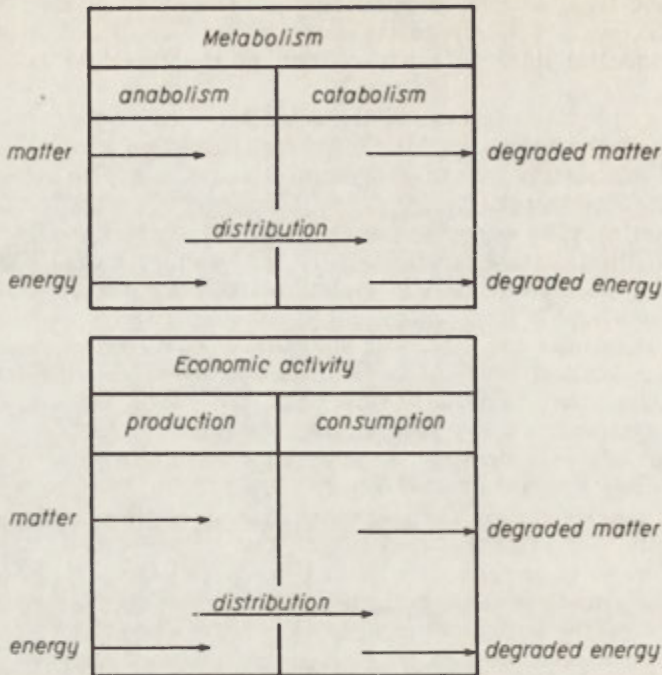 Metabolism
anabolism catabolism
matter degraded matter
distribution
energy degraded energy
Economic activity
production consumption
matter degraded matter
distribution
energy degraded energy